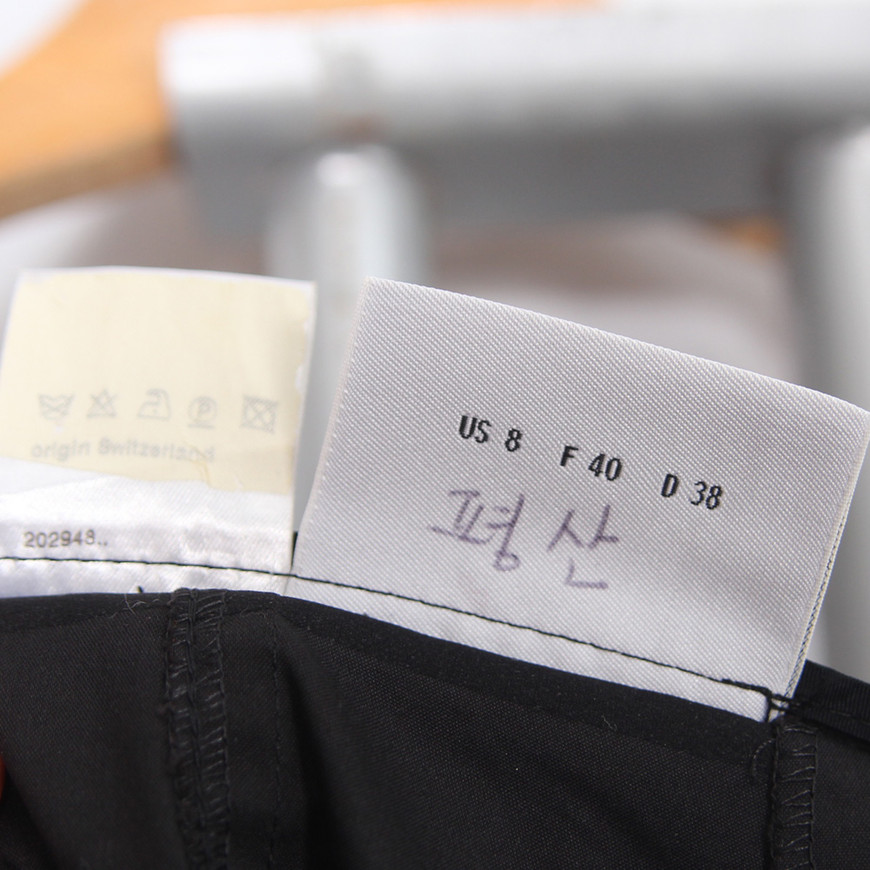 origin Switzerland
202948..
US 8 F 40 D 38
평산